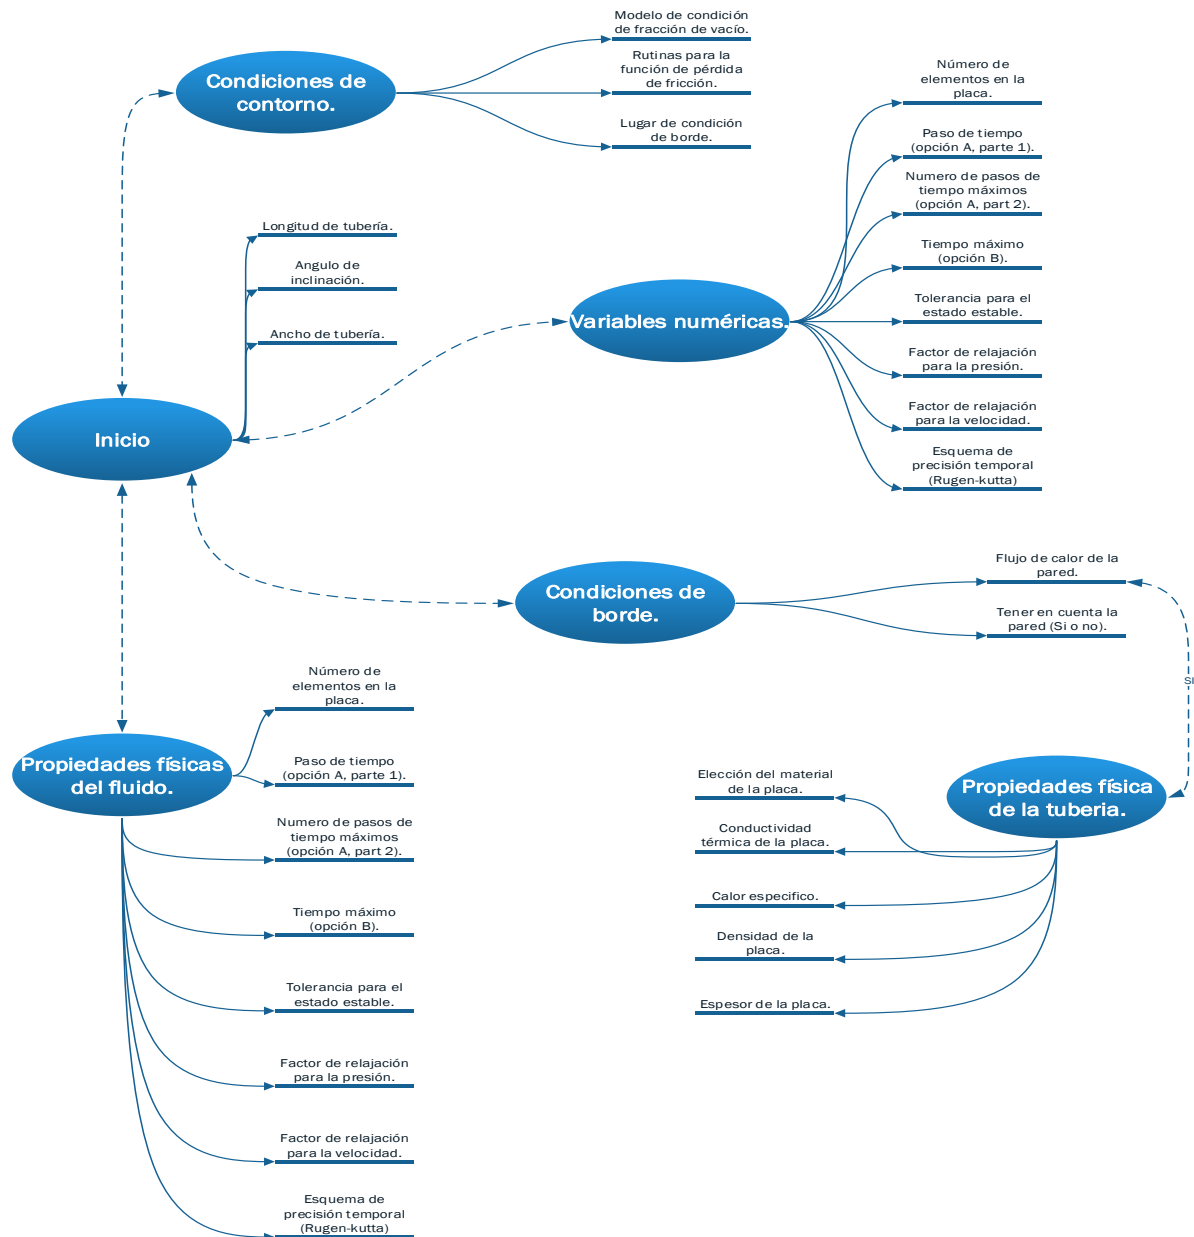 Modelo de condición
de fracción de vacío.
Rutinas para la
función de pérdida
de fricción.
Lugar de condición
de borde.
Condiciones de
contorno.
Número de
elementos en la
placa.
Paso de tiempo
(opción A, parte 1).
Numero de pasos de
tiempo máximos
(opción A, part 2).
Tiempo máximo
(opción B).
Tolerancia para el
estado estable.
Factor de relajación
para la presión.
Factor de relajación
para la velocidad.
Esquema de
precisión temporal
(Rugen-kutta)
Variables numéricas.
Longitud de tubería.
Angulo de
inclinación.
Ancho de tubería.
Inicio
Condiciones de
borde.
Flujo de calor de la
pared.
Tener en cuenta la
pared (Si o no).
SI
Propiedades física
de la tuberia.
Elección del material
de la placa.
Conductividad
térmica de la placa.
Calor especifico.
Densidad de la
placa.
Espesor de la placa.
Propiedades físicas
del fluido.
Número de
elementos en la
placa.
Paso de tiempo
(opción A, parte 1).
Numero de pasos de
tiempo máximos
(opción A, part 2).
Tiempo máximo
(opción B).
Tolerancia para el
estado estable.
Factor de relajación
para la presión.
Factor de relajación
para la velocidad.
Esquema de
precisión temporal
(Rugen-kutta)